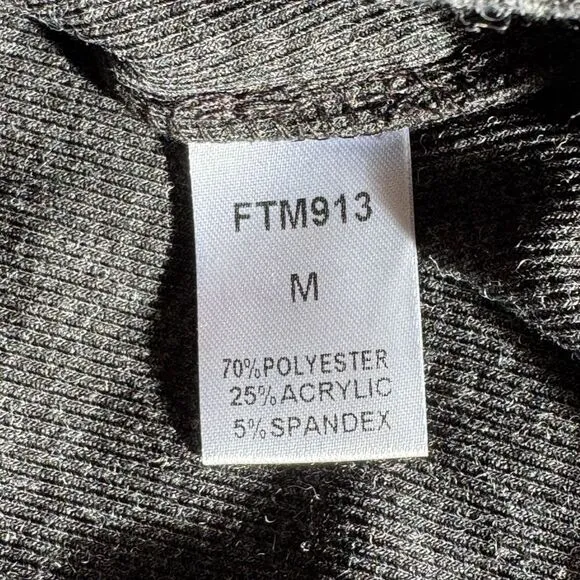 FTM913
M
70%POLYESTER
25%ACRYLIC
5%SPANDEX